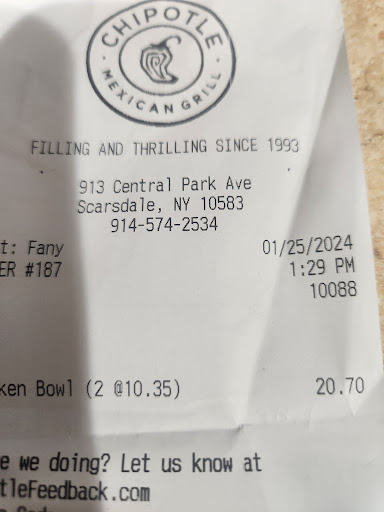 CHIPOTLE
MEXICAN GRILL
FILLING AND THRILLING SINCE 1993
913 Central Park Ave
Scarsdale, NY 10583
914-574-2534
t: Fany 01/25/2024
ER #187 1:29 PM
10088
ken Bowl (2 @10.35) 20.70
e we doing? Let us know at
tleFeedback.com